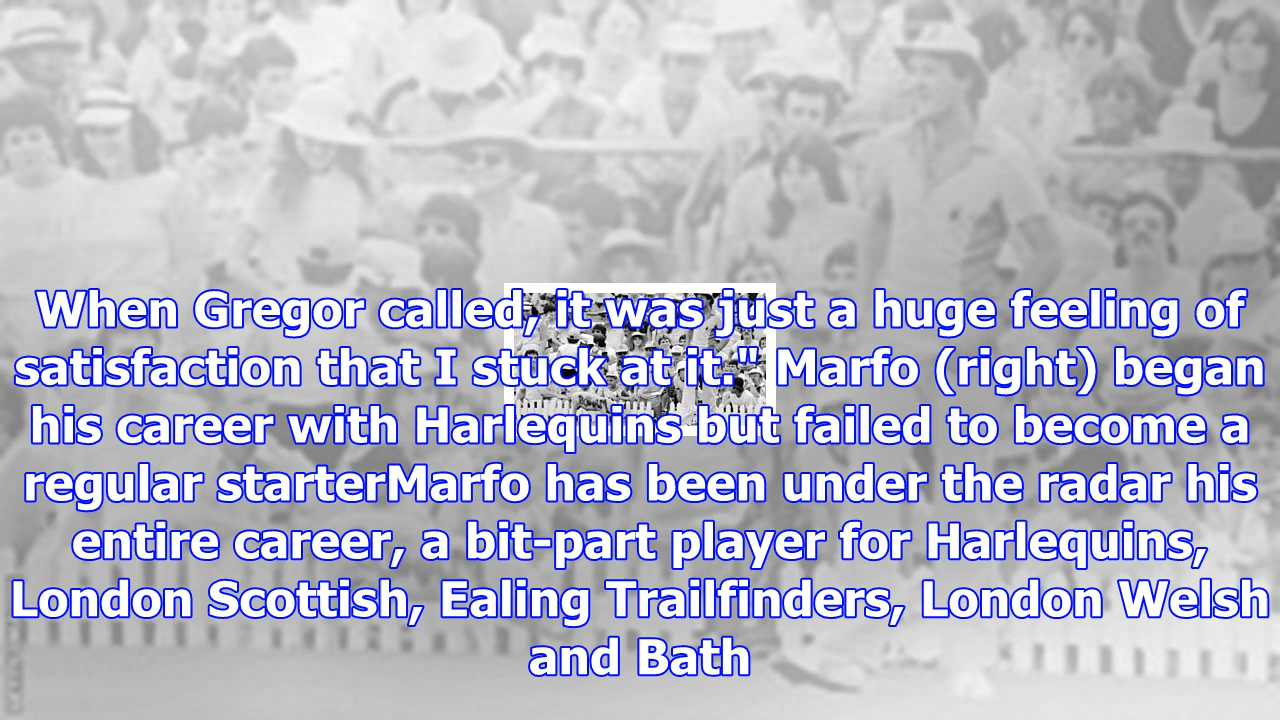 When Gregor called, it was just a huge feeling of
satisfaction that I stuck at it."  Marfo (right) began
his career with Harlequins but failed to become a
regular starterMarfo has been under the radar his
entire career, a bit-part player for Harlequins,
London Scottish, Ealing Trailfinders, London Welsh
and Bath